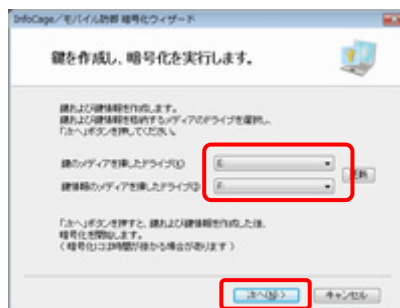 InfoCage／モバイル防御 暗号化ウィザード
鍵を作成し、暗号化を実行します。
鍵および鍵情報を作成します。
鍵および鍵情報を格納するメディアのドライブを選択し、
「次へ」ボタンを押してください。
鍵のメディアを挿したドライブ(K)
E:
更新
鍵情報のメディアを挿したドライブ(I)
F:
「次へ」ボタンを押すと、鍵および鍵情報を作成した後、
暗号化を開始します。
（暗号化には時間が掛かる場合があります）
次へ(N) >
キャンセル